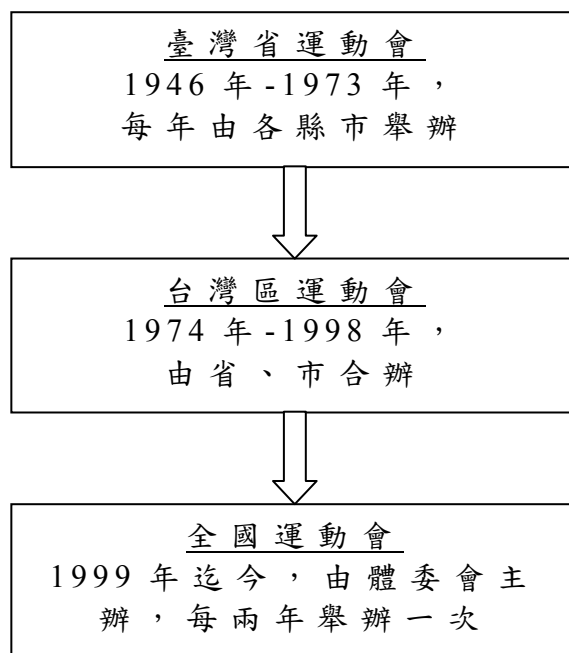 臺灣省運動會
1946年-1973年，
每年由各縣市舉辦
台灣區運動會
1974年-1998年，
由省、市合辦
全國運動會
1999年迄今，由體委會主
辦，每兩年舉辦一次